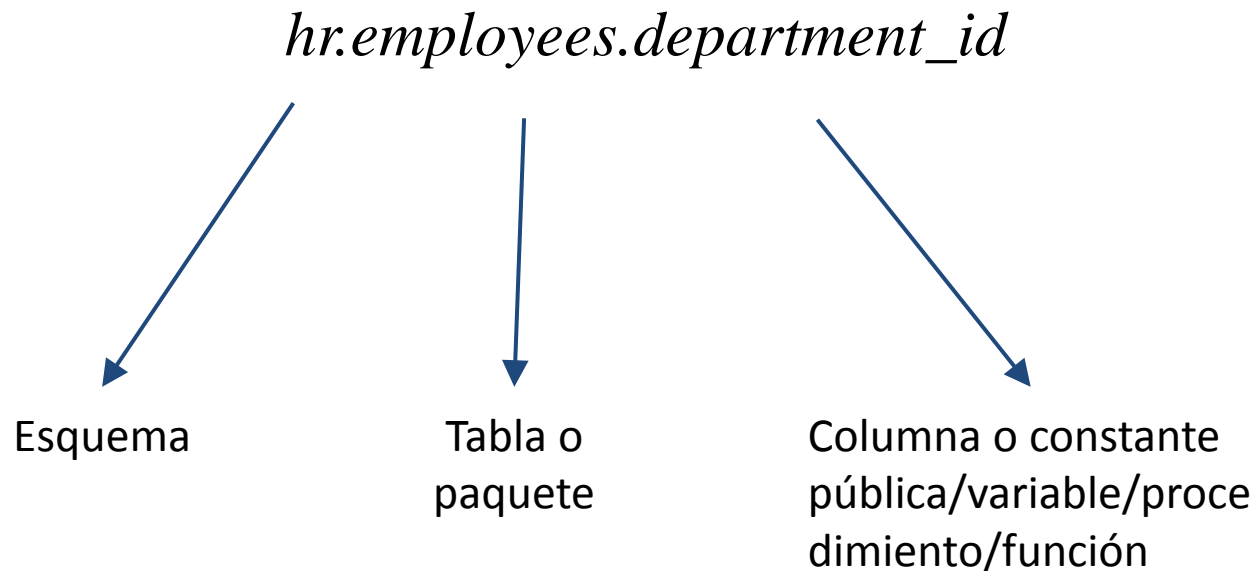 hr.employees.department_id
Esquema
Tabla o
paquete
Columna o constante
pública/variable/proce
dimiento/función